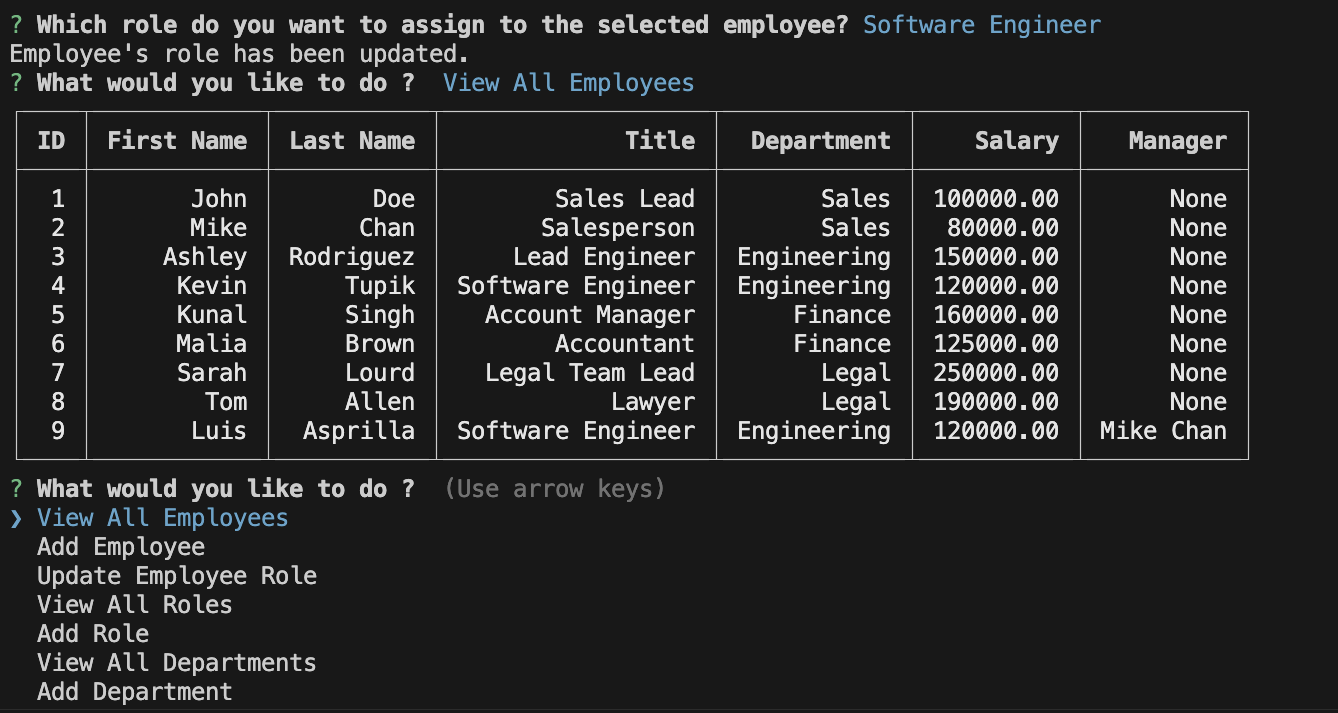 ? Which role do you want to assign to the selected employee? Software Engineer
Employee's role has been updated.
? What would you like to do ?  View All Employees
ID First Name Last Name Title Department Salary Manager
1 John Doe Sales Lead Sales 100000.00 None
2 Mike Chan Salesperson Sales 80000.00 None
3 Ashley Rodriguez Lead Engineer Engineering 150000.00 None
4 Kevin Tupik Software Engineer Engineering 120000.00 None
5 Kunal Singh Account Manager Finance 160000.00 None
6 Malia Brown Accountant Finance 125000.00 None
7 Sarah Lourd Legal Team Lead Legal 250000.00 None
8 Tom Allen Lawyer Legal 190000.00 None
9 Luis Asprilla Software Engineer Engineering 120000.00 Mike Chan
? What would you like to do ?  (Use arrow keys)
❯ View All Employees
Add Employee
Update Employee Role
View All Roles
Add Role
View All Departments
Add Department